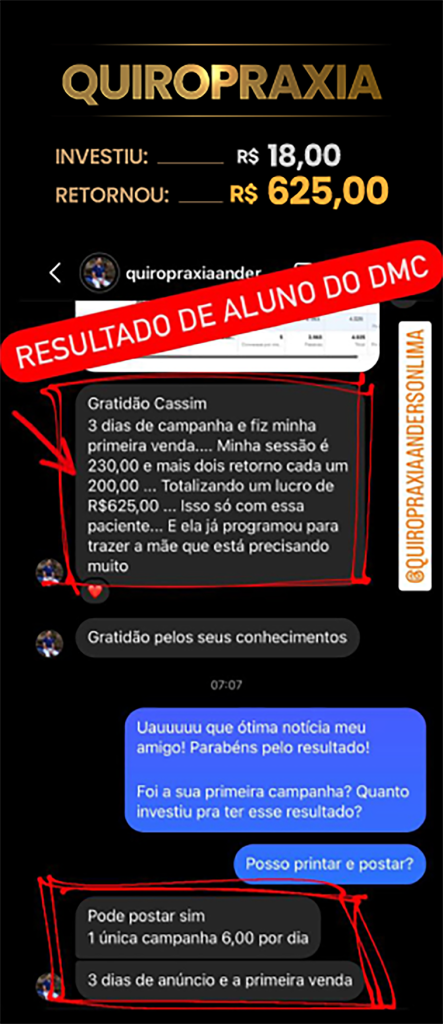 QUIROPRAXIA
INVESTIU: R$ 18,00
RETORNOU: R$ 625,00
quiropraxiaander
RESULTADO DE ALUNO DO DMC
@QUIROPRAXIAANDERSONLIMA
Gratidão Cassim
3 dias de campanha e fiz minha
primeira venda.... Minha sessão é
230,00 e mais dois retorno cada um
200,00 ... Totalizando um lucro de
R$625,00 ... Isso só com essa
paciente... E ela já programou para
trazer a mãe que está precisando
muito
Gratidão pelos seus conhecimentos
07:07
Uauuuuu que ótima notícia meu
amigo! Parabéns pelo resultado!
Foi a sua primeira campanha? Quanto
investiu pra ter esse resultado?
Posso printar e postar?
Pode postar sim
1 única campanha 6,00 por dia
3 dias de anúncio e a primeira venda